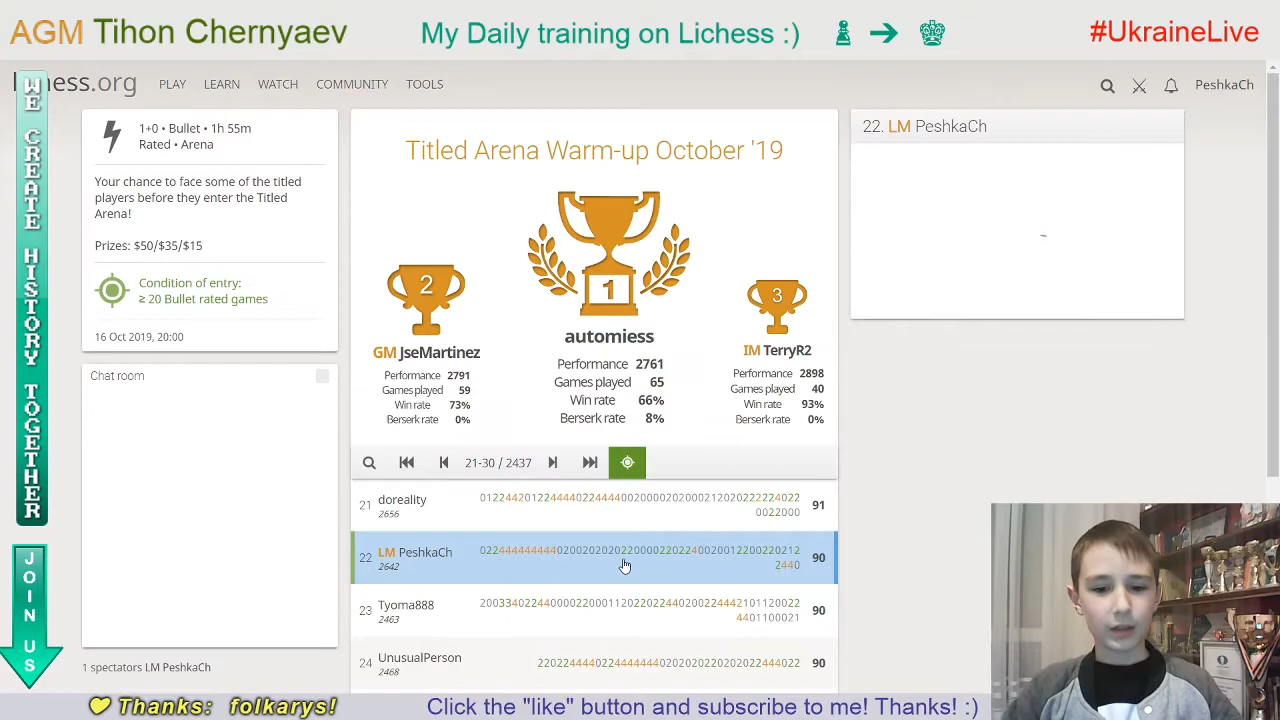 AGM Tihon Chernyaev
My Daily training on Lichess :)
#UkraineLive
WE CREATE HISTORY TOGETHER
JOIN US
ness.org
PLAY LEARN WATCH COMMUNITY TOOLS
PeshkaCh
1+0 • Bullet • 1h 55m
Rated • Arena
Your chance to face some of the titled
players before they enter the Titled
Arena!
Prizes: $50/$35/$15
Condition of entry:
≥ 20 Bullet rated games
16 Oct 2019, 20:00
Chat room
1 spectators LM PeshkaCh
Titled Arena Warm-up October '19
2
GM JseMartinez
Performance 2791
Games played 59
Win rate 73%
Berserk rate 0%
1
automiess
Performance 2761
Games played 65
Win rate 66%
Berserk rate 8%
3
IM TerryR2
Performance 2898
Games played 40
Win rate 93%
Berserk rate 0%
21-30 / 2437
21 doreality 91
2656
0022000
22 LM PeshkaCh 90
2642
2440
23 Tyoma888 90
2463
4401100021
24 UnusualPerson 90
2468
22. LM PeshkaCh
Thanks: folkarys!
Click the "like" button and subscribe to me! Thanks! :)